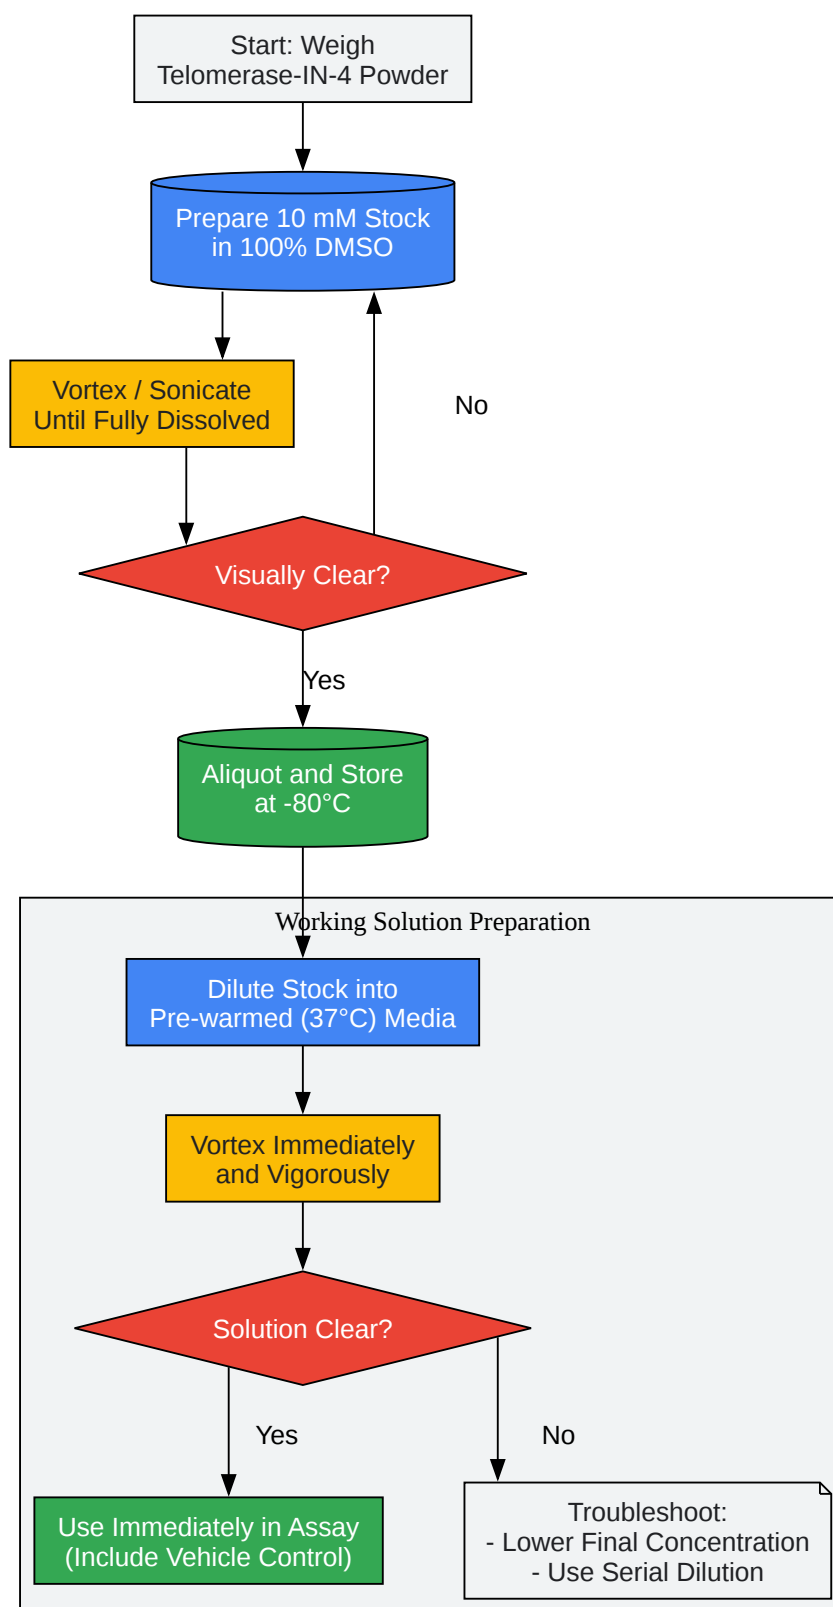 Start: Weigh
Telomerase-IN-4 Powder
Prepare 10 mM Stock
in 100% DMSO
Vortex / Sonicate
Until Fully Dissolved
No
Visually Clear?
Yes
Aliquot and Store
at -80°C
Working Solution Preparation
Dilute Stock into
Pre-warmed (37°C) Media
Vortex Immediately
and Vigorously
Solution Clear?
Yes
No
Use Immediately in Assay
(Include Vehicle Control)
Troubleshoot:
- Lower Final Concentration
- Use Serial Dilution